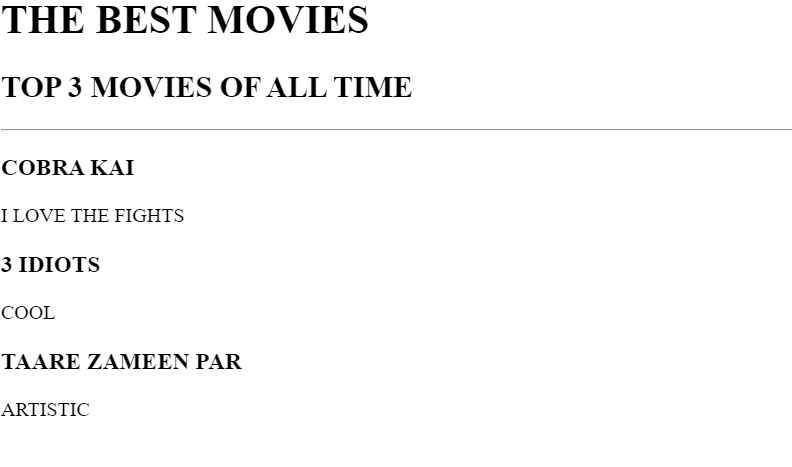 THE BEST MOVIES
TOP 3 MOVIES OF ALL TIME
COBRA KAI
I LOVE THE FIGHTS
3 IDIOTS
COOL
TAARE ZAMEEN PAR
ARTISTIC